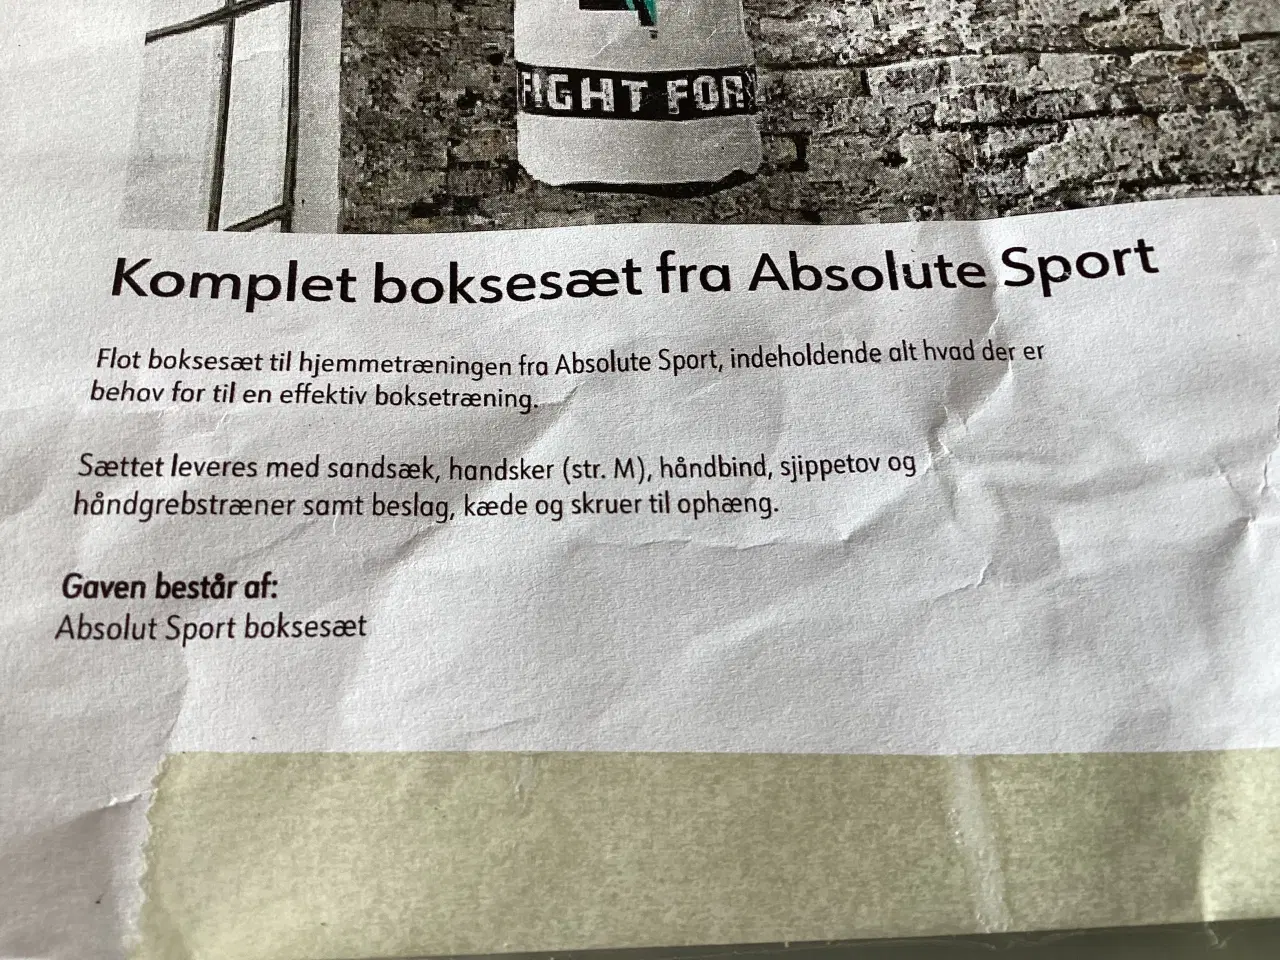 FIGHT FOR
Komplet boksesæt fra Absolute Sport
Flot boksesæt til hjemmetræningen fra Absolute Sport, indeholdende alt hvad der er
behov for til en effektiv boksetræning.
Sættet leveres med sandsæk, handsker (str. M), håndbind, sjippetov og
håndgrebstræner samt beslag, kæde og skruer til ophæng.
Gaven består af:
Absolut Sport boksesæt